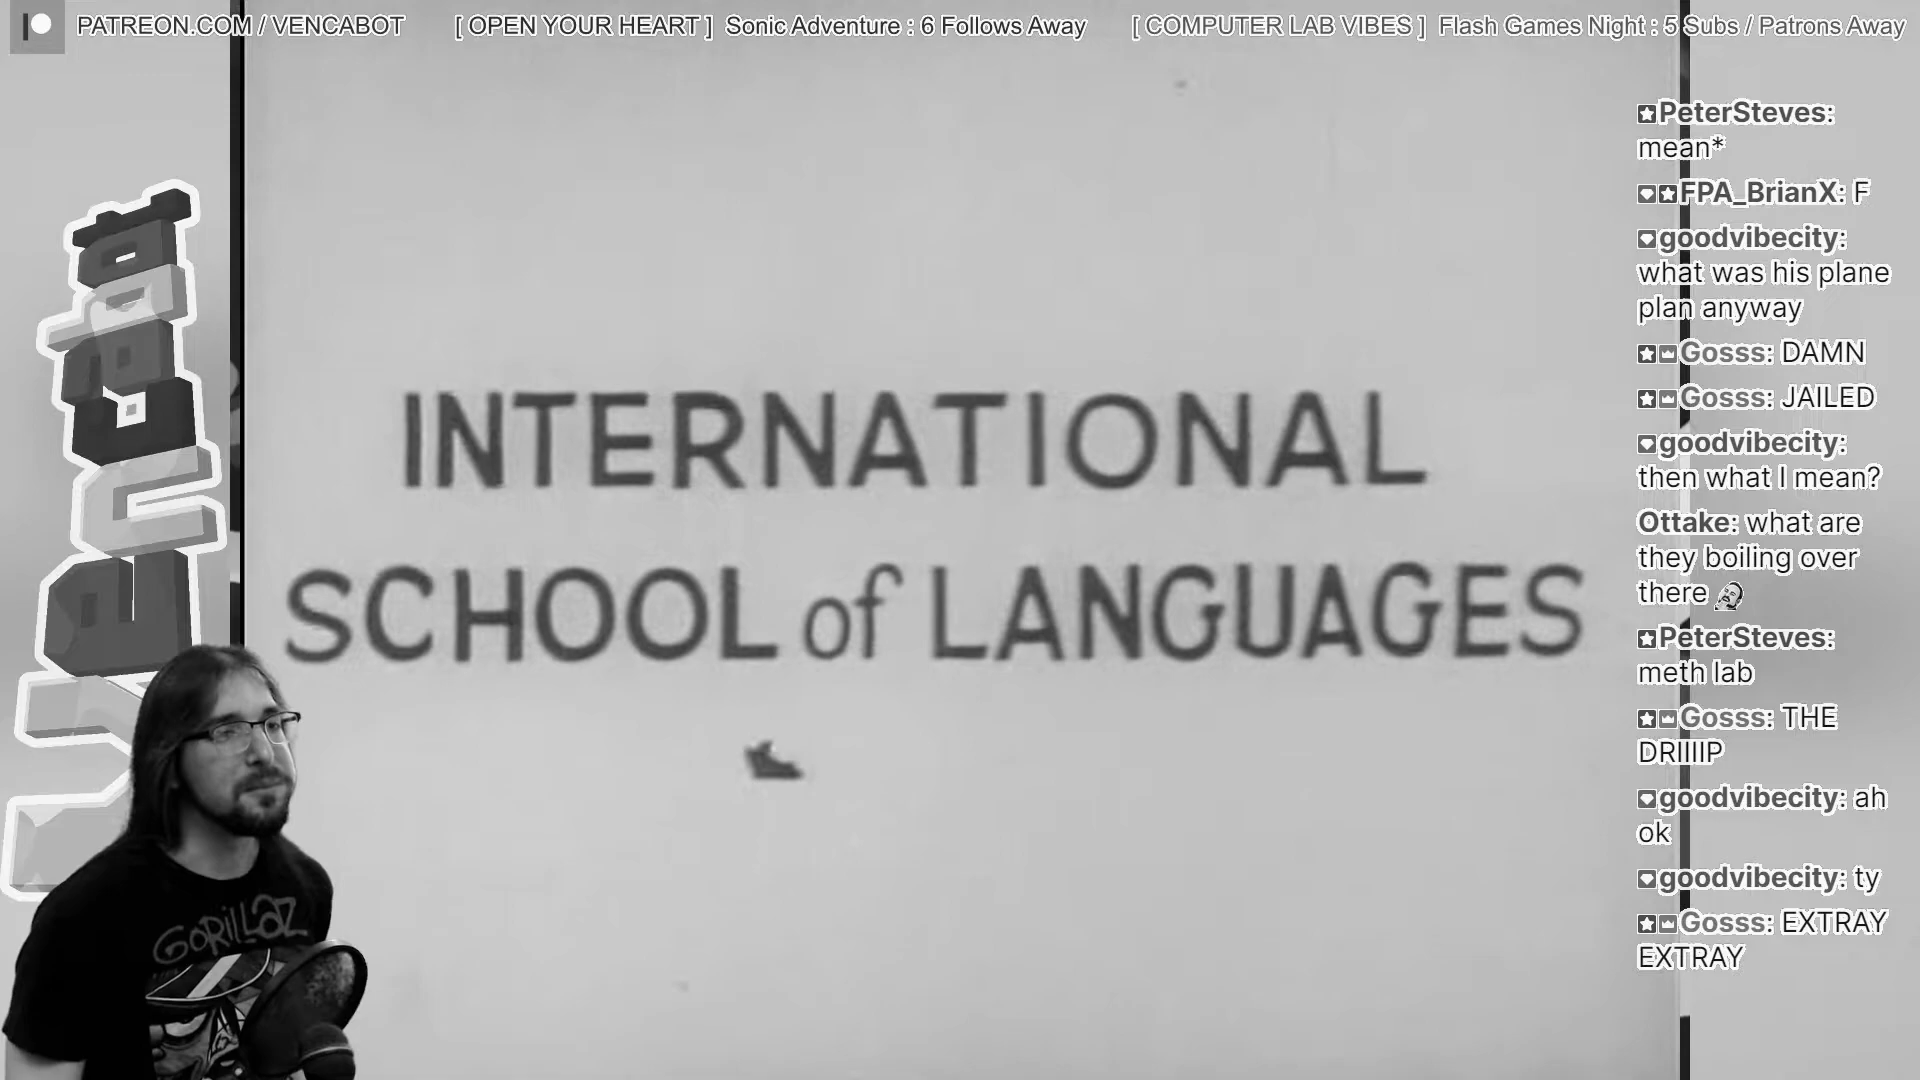 PATREON.COM / VENCABOT [ OPEN YOUR HEART ] Sonic Adventure : 6 Follows Away [ COMPUTER LAB VIBES ] Flash Games Night : 5 Subs / Patrons Away
Vencabot
INTERNATIONAL
SCHOOL of LANGUAGES
GORILLAZ
PeterSteves:
mean*
FPA_BrianX: F
goodvibecity:
what was his plane
plan anyway
Gosss: DAMN
Gosss: JAILED
goodvibecity:
then what I mean?
Ottake: what are
they boiling over
there
PeterSteves:
meth lab
Gosss: THE
DRIIIIP
goodvibecity: ah
ok
goodvibecity: ty
Gosss: EXTRAY
EXTRAY